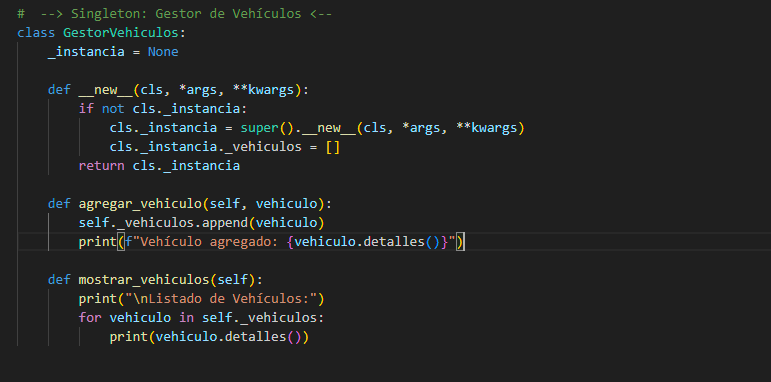 # --> Singleton: Gestor de Vehículos <--
class GestorVehiculos:
    _instancia = None
    def __new__(cls, *args, **kwargs):
        if not cls._instancia:
            cls._instancia = super().__new__(cls, *args, **kwargs)
            cls._instancia._vehiculos = []
        return cls._instancia
    def agregar_vehiculo(self, vehiculo):
        self._vehiculos.append(vehiculo)
        print(f"Vehículo agregado: {vehiculo.detalles()}")
    def mostrar_vehiculos(self):
        print("\nListado de Vehículos:")
        for vehiculo in self._vehiculos:
            print(vehiculo.detalles())